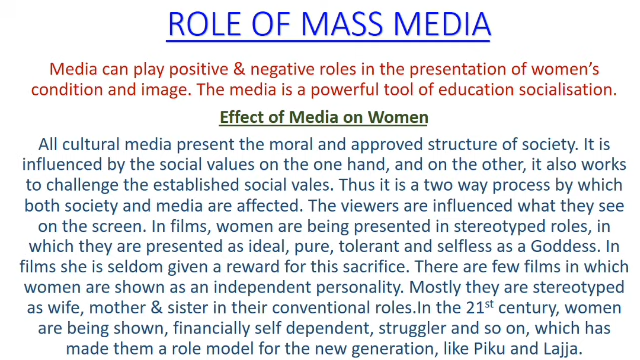 ROLE OF MASS MEDIA
Media can play positive & negative roles in the presentation of women's
condition and image. The media is a powerful tool of education socialisation.
Effect of Media on Women
All cultural media present the moral and approved structure of society. It is
influenced by the social values on the one hand, and on the other, it also works
to challenge the established social vales. Thus it is a two way process by which
both society and media are affected. The viewers are influenced what they see
on the screen. In films, women are being presented in stereotyped roles, in
which they are presented as ideal, pure, tolerant and selfless as a Goddess. In
films she is seldom given a reward for this sacrifice. There are few films in which
women are shown as an independent personality. Mostly they are stereotyped
as wife, mother & sister in their conventional roles.In the 21st century, women
are being shown, financially self dependent, struggler and so on, which has
made them a role model for the new generation, like Piku and Lajja.